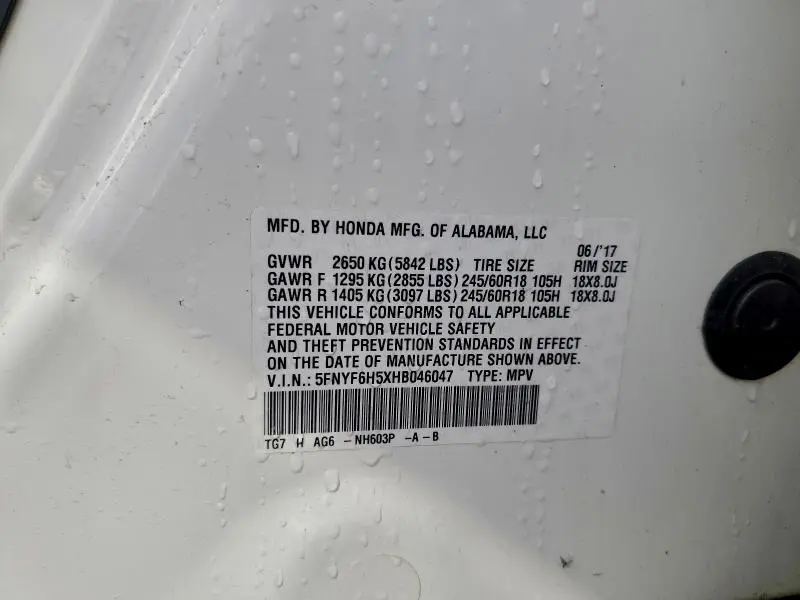 MFD. BY HONDA MFG. OF ALABAMA, LLC
06/'17
GVWR 2650 KG(5842 LBS) TIRE SIZE RIM SIZE
GAWR F 1295 KG(2855 LBS)245/60R18 105H 18X8.0J
GAWR R 1405 KG(3097 LBS)245/60R18 105H 18X8.0J
THIS VEHICLE CONFORMS TO ALL APPLICABLE
FEDERAL MOTOR VEHICLE SAFETY
AND THEFT PREVENTION STANDARDS IN EFFECT
ON THE DATE OF MANUFACTURE SHOWN ABOVE.
V.I.N.: 5FNYF6H5XHB046047 TYPE: MPV
TG7 H AG6 -NH603P -A-B